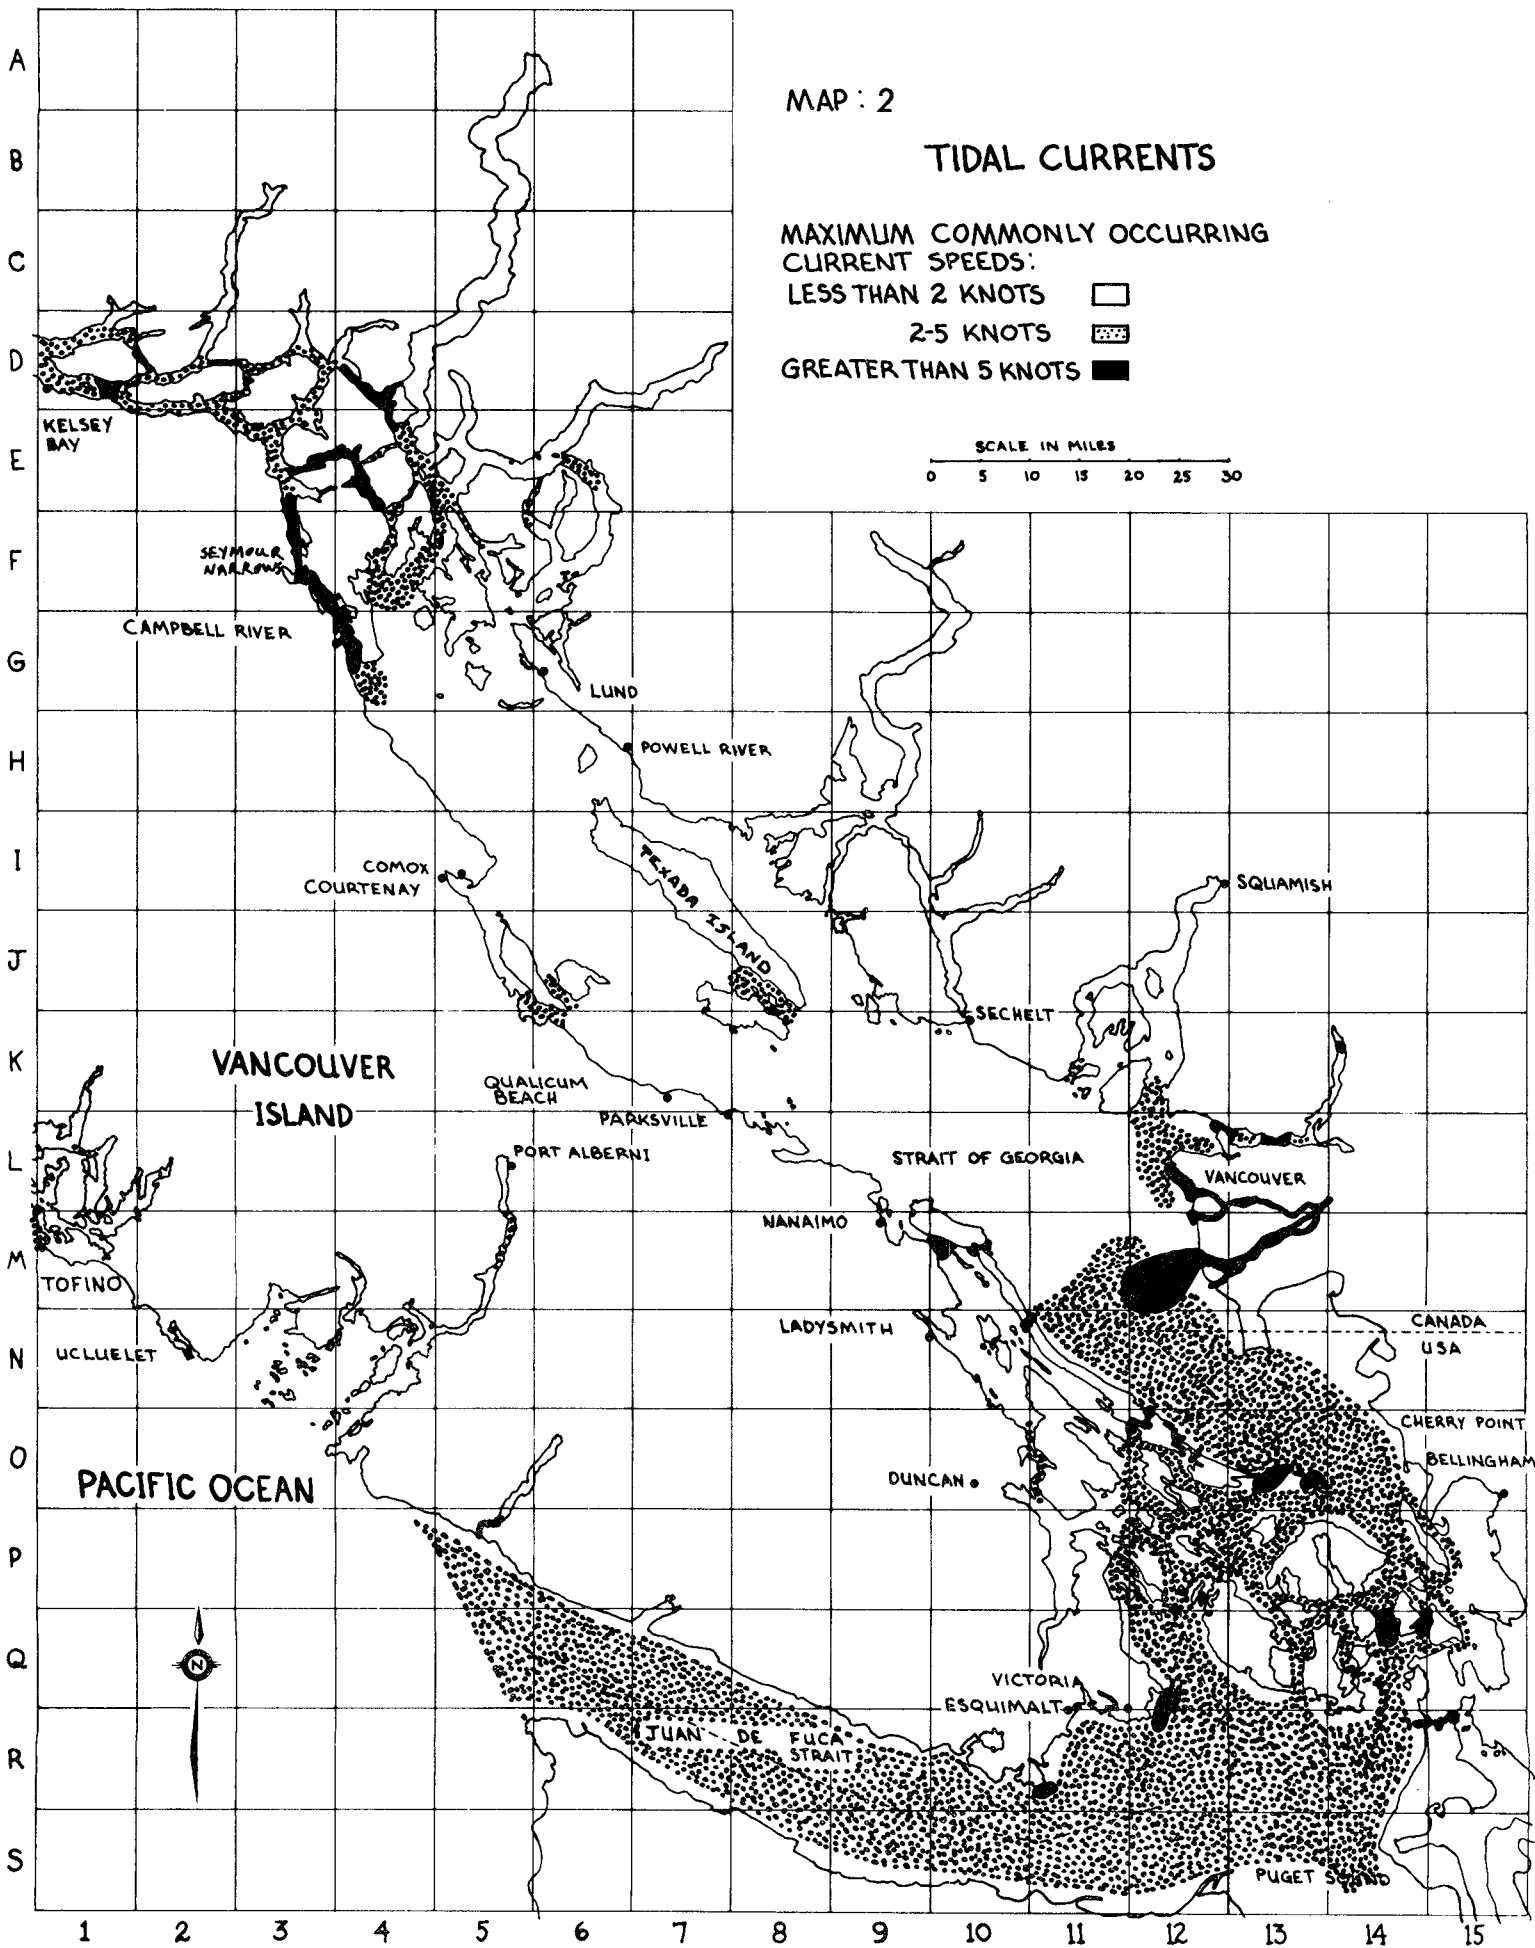 MAP : 2
TIDAL CURRENTS
MAXIMUM COMMONLY OCCURRING
CURRENT SPEEDS:
LESS THAN 2 KNOTS
2-5 KNOTS
GREATER THAN 5 KNOTS
SCALE IN MILES
0 5 10 15 20 25 30
A
B
C
D
E
F
G
H
I
J
K
L
M
N
O
P
Q
R
S
KELSEY
BAY
SEYMOUR
NARROWS
CAMPBELL RIVER
LUND
POWELL RIVER
COMOX
COURTENAY
TEXADA ISLAND
SQUAMISH
SECHELT
VANCOUVER
ISLAND
QUALICUM
BEACH
PARKSVILLE
PORT ALBERNI
STRAIT OF GEORGIA
VANCOUVER
NANAIMO
TOFINO
LADYSMITH
CANADA
USA
UCLUELET
CHERRY POINT
BELLINGHAM
DUNCAN
PACIFIC OCEAN
N
VICTORIA
ESQUIMALT
JUAN DE FUCA
STRAIT
PUGET SOUND
1 2 3 4 5 6 7 8 9 10 11 12 13 14 15